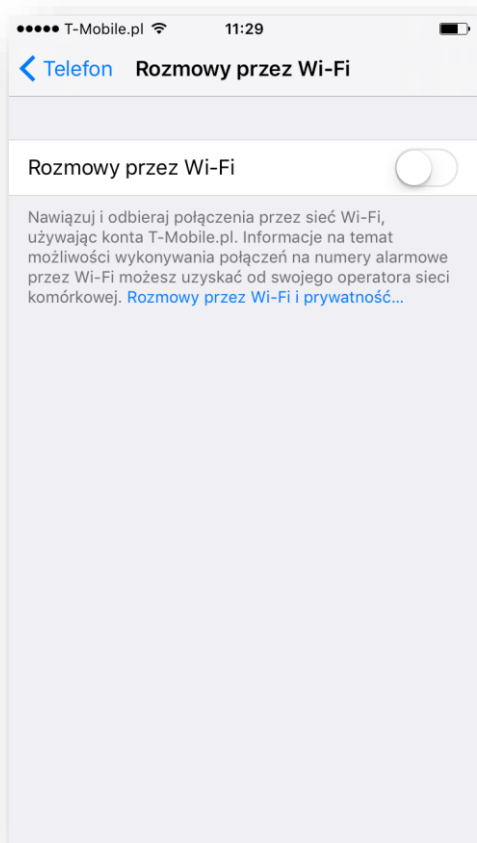 T-Mobile.pl 11:29
Telefon Rozmowy przez Wi-Fi
Rozmowy przez Wi-Fi
Nawiązuj i odbieraj połączenia przez sieć Wi-Fi,
używając konta T-Mobile.pl. Informacje na temat
możliwości wykonywania połączeń na numery alarmowe
przez Wi-Fi możesz uzyskać od swojego operatora sieci
komórkowej. Rozmowy przez Wi-Fi i prywatność...